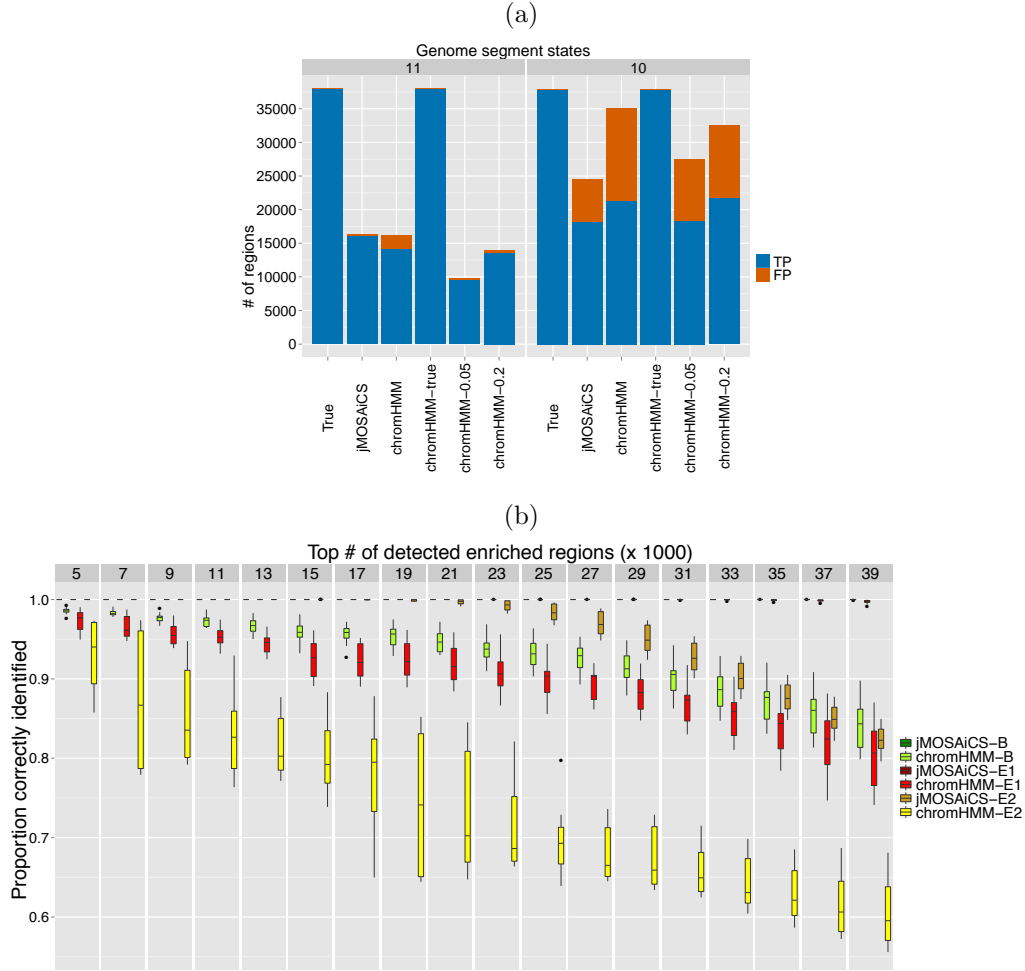 (a)
Genome segment states
11 10
# of regions
35000
30000
25000
20000
15000
10000
5000
0
True
jMOSAiCS
chromHMM
chromHMM−true
chromHMM−0.05
chromHMM−0.2
True
jMOSAiCS
chromHMM
chromHMM−true
chromHMM−0.05
chromHMM−0.2
TP
FP
(b)
Top # of detected enriched regions (x 1000)
5 7 9 11 13 15 17 19 21 23 25 27 29 31 33 35 37 39
Proportion correctly identified
1.0
0.9
0.8
0.7
0.6
jMOSAiCS−B
chromHMM−B
jMOSAiCS−E1
chromHMM−E1
jMOSAiCS−E2
chromHMM−E2